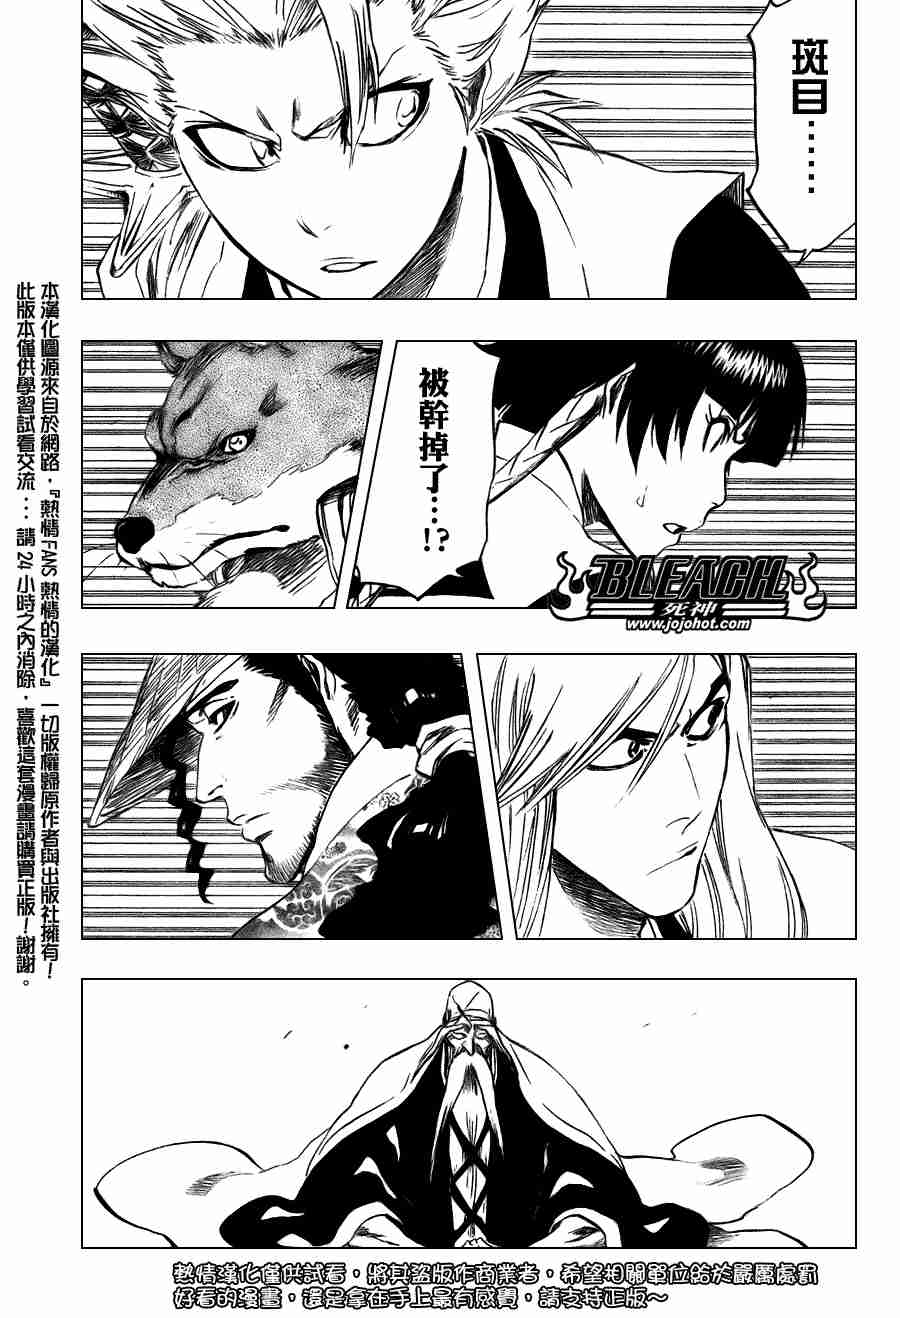 斑目……
被幹掉了…!?
BLEACH
死神
www.jojohot.com
本漢化圖源來自於網路，『熱情FANS 熱情的漢化』一切版權歸原作者與出版社擁有！
此版本僅供學習試看交流… 請24小時之內消除，喜歡這套漫畫請購買正版！謝謝。
熱情漢化僅供試看，將其盜版作商業者，希望相關單位給於嚴厲處罰
好看的漫畫，還是拿在手上最有感覺，請支持正版～